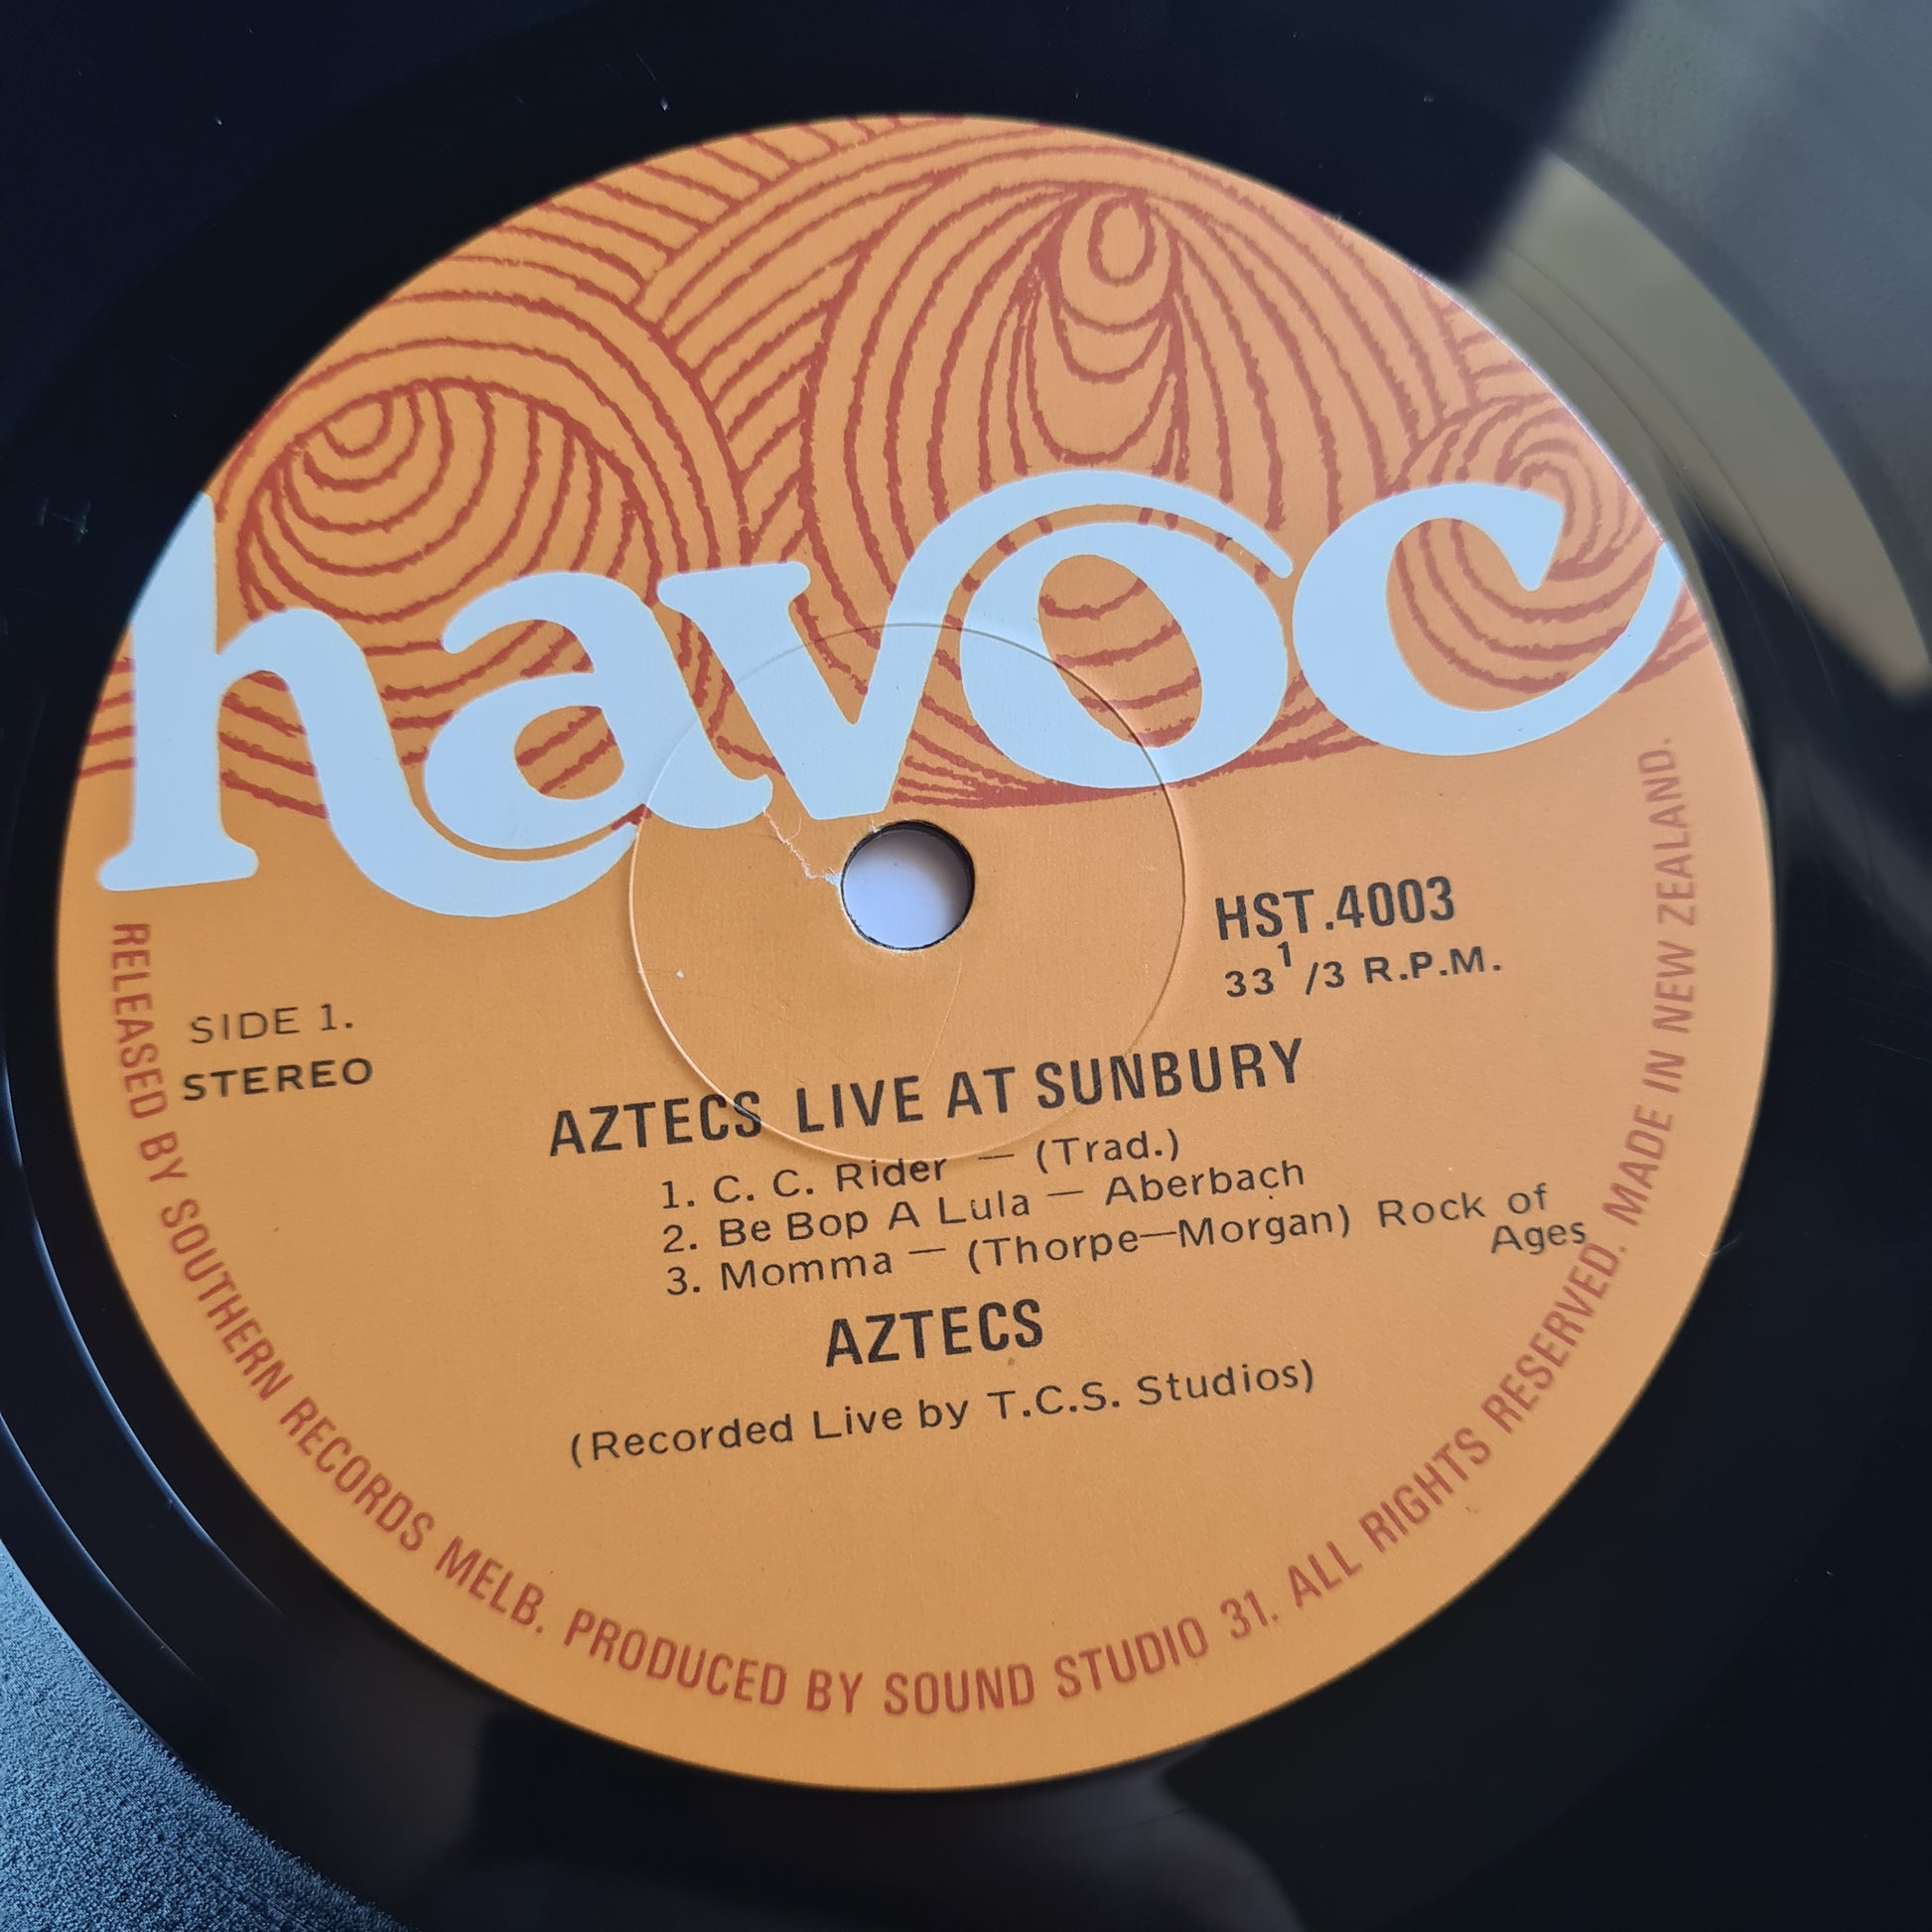 havoc
HST.4003
33 1/3 R.P.M.
SIDE 1.
STEREO
AZTECS LIVE AT SUNBURY
1. C. C. Rider — (Trad.)
2. Be Bop A Lula — Aberbach
3. Momma — (Thorpe—Morgan) Rock of
Ages
AZTECS
(Recorded Live by T.C.S. Studios)
RELEASED BY SOUTHERN RECORDS MELB. PRODUCED BY SOUND STUDIO 31. ALL RIGHTS RESERVED. MADE IN NEW ZEALAND.